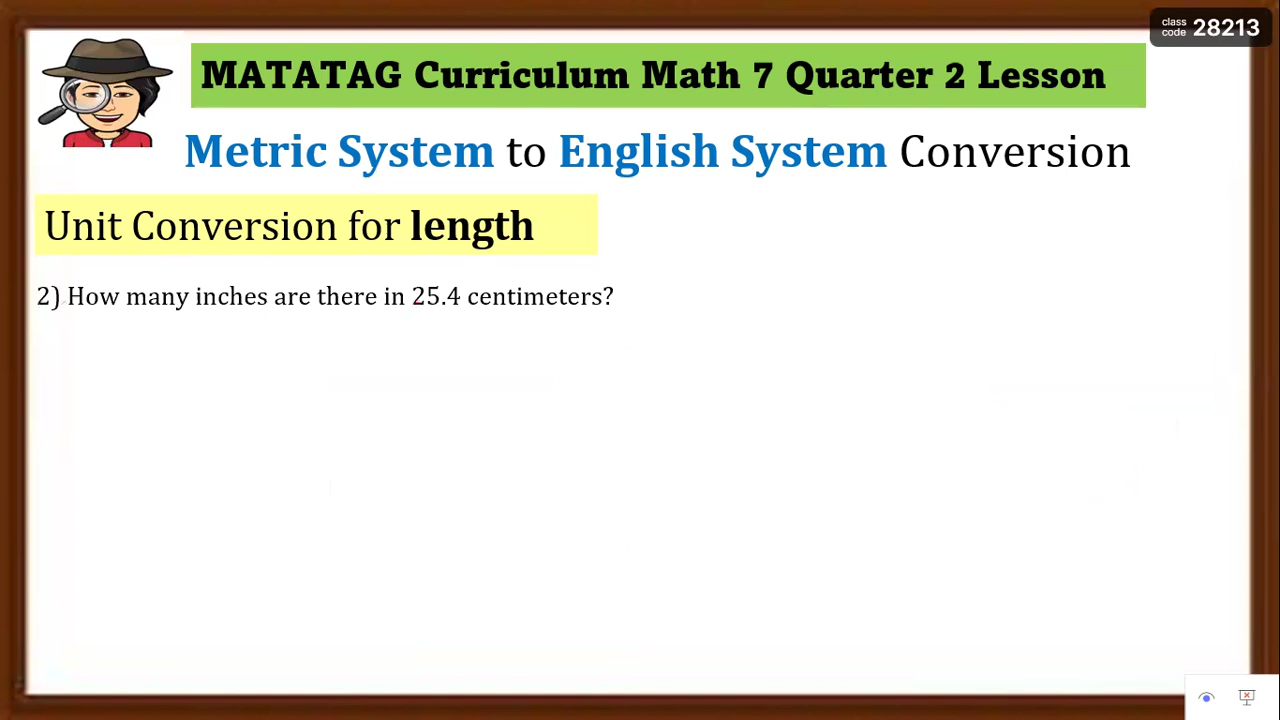 class code 28213
MATATAG Curriculum Math 7 Quarter 2 Lesson
Metric System to English System Conversion
Unit Conversion for length
2) How many inches are there in 25.4 centimeters?